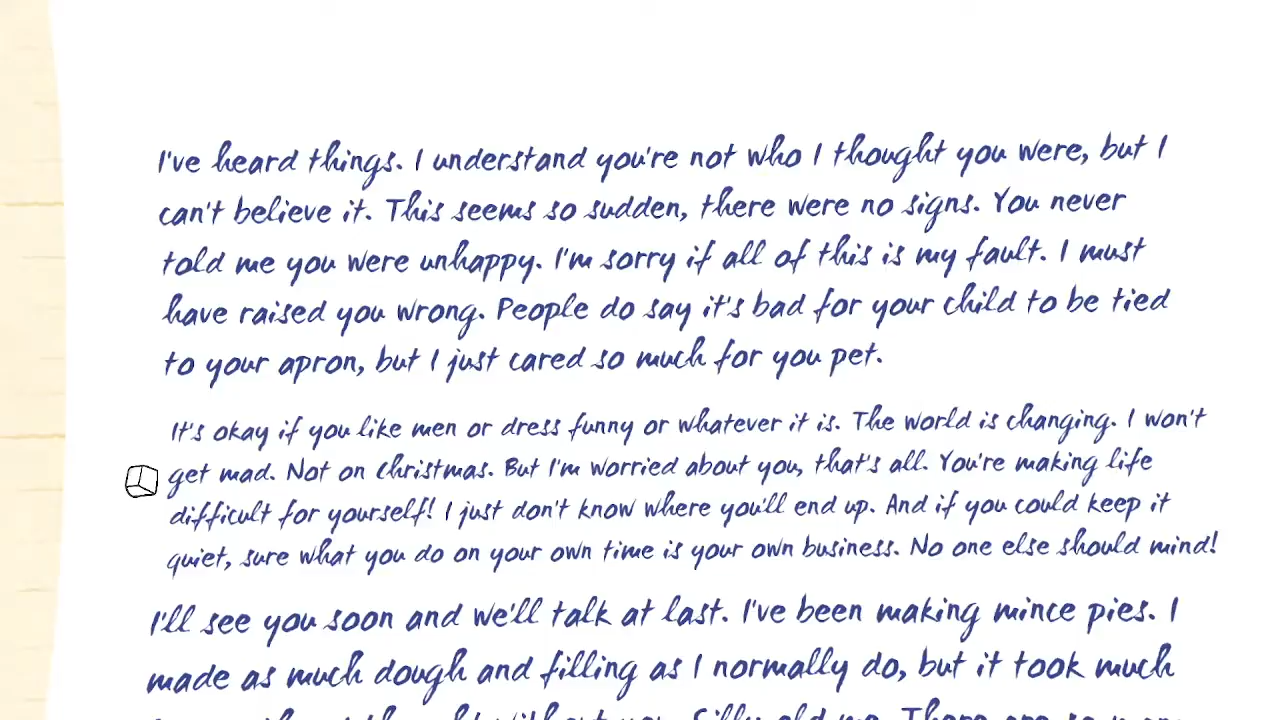 I've heard things. I understand you're not who I thought you were, but I
can't believe it. This seems so sudden, there were no signs. You never
told me you were unhappy. I'm sorry if all of this is my fault. I must
have raised you wrong. People do say it's bad for your child to be tied
to your apron, but I just cared so much for you pet.
It's okay if you like men or dress funny or whatever it is. The world is changing. I won't
get mad. Not on Christmas. But I'm worried about you, that's all. You're making life
difficult for yourself! I just don't know where you'll end up. And if you could keep it
quiet, sure what you do on your own time is your own business. No one else should mind!
I'll see you soon and we'll talk at last. I've been making mince pies. I
made as much dough and filling as I normally do, but it took much
without you. Silly old me. There are so